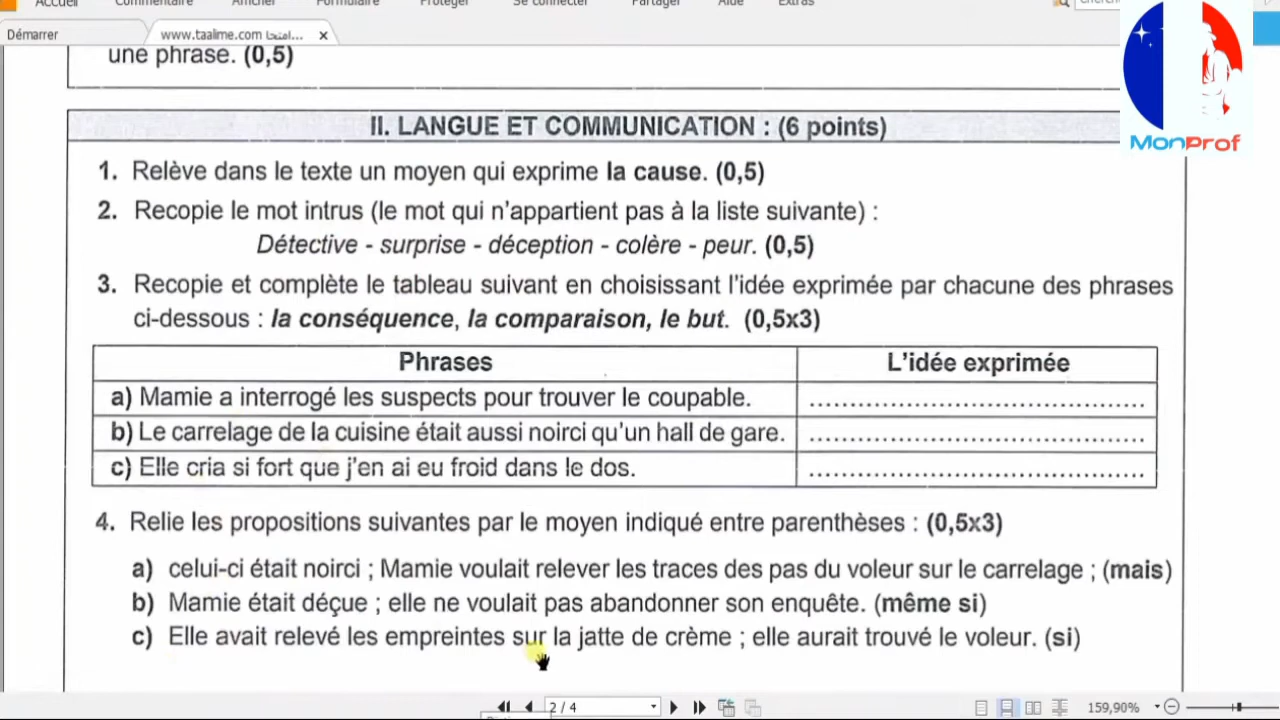 Accueil Commentaire Afficher Formulaire Protéger Se connecter Partager Aide Extras
Démarrer www.taalime.com ... ×
une phrase. (0,5)
MonProf
II. LANGUE ET COMMUNICATION : (6 points)
1. Relève dans le texte un moyen qui exprime la cause. (0,5)
2. Recopie le mot intrus (le mot qui n'appartient pas à la liste suivante) :
Détective - surprise - déception - colère - peur. (0,5)
3. Recopie et complète le tableau suivant en choisissant l'idée exprimée par chacune des phrases
ci-dessous : la conséquence, la comparaison, le but. (0,5x3)
Phrases L'idée exprimée
a) Mamie a interrogé les suspects pour trouver le coupable. ......................................
b) Le carrelage de la cuisine était aussi noirci qu'un hall de gare. ......................................
c) Elle cria si fort que j'en ai eu froid dans le dos. ......................................
4. Relie les propositions suivantes par le moyen indiqué entre parenthèses : (0,5x3)
a) celui-ci était noirci ; Mamie voulait relever les traces des pas du voleur sur le carrelage ; (mais)
b) Mamie était déçue ; elle ne voulait pas abandonner son enquête. (même si)
c) Elle avait relevé les empreintes sur la jatte de crème ; elle aurait trouvé le voleur. (si)
2 / 4 159,90%